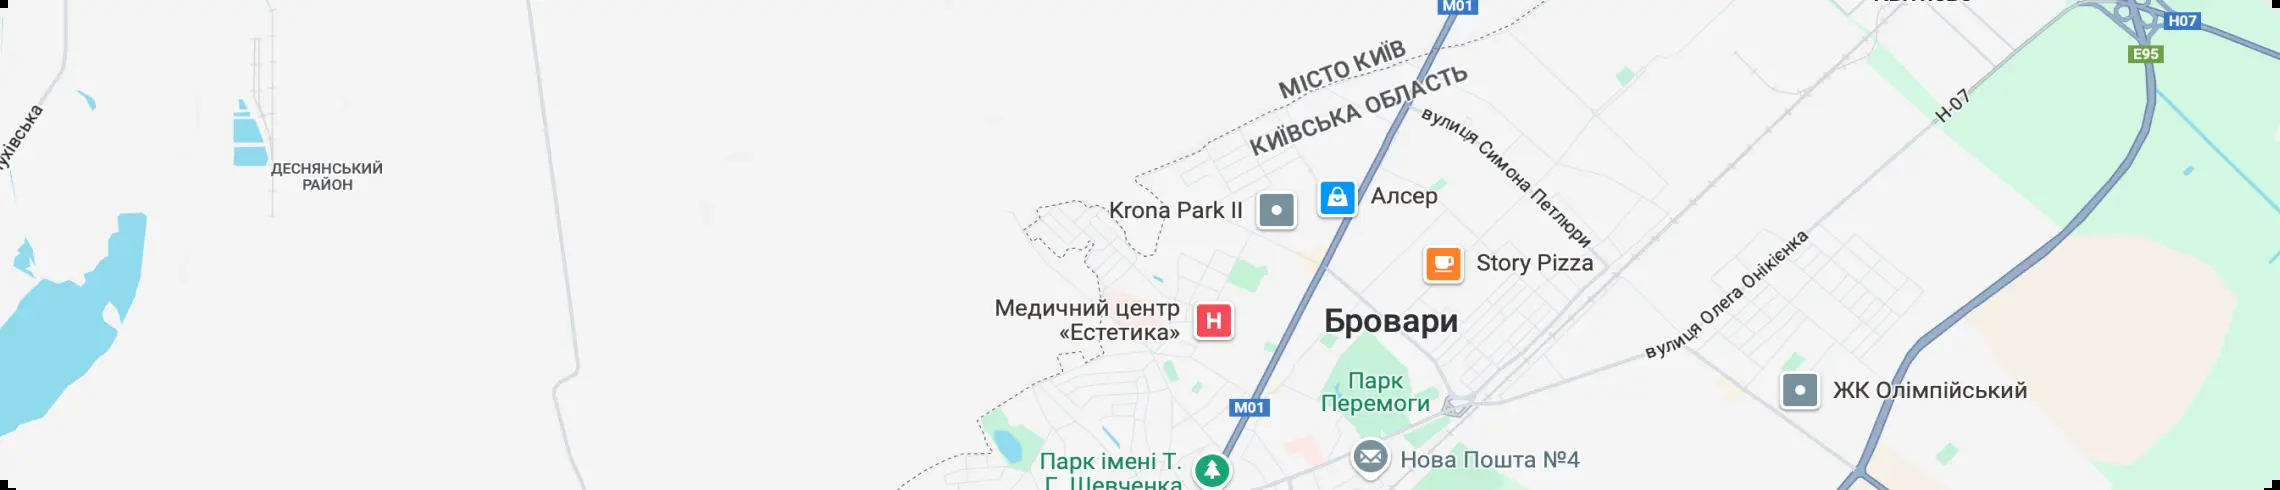 M01
H07
E95
МІСТО КИЇВ
КИЇВСЬКА ОБЛАСТЬ
Н-07
вулиця Симона Петлюри
ДЕСНЯНСЬКИЙ
РАЙОН
Krona Park II
Алсер
Story Pizza
вулиця Олега Онікієнка
Медичний центр
«Естетика»
Бровари
Парк
Перемоги
ЖК Олімпійський
M01
Парк імені Т.
Г. Шевченка
Нова Пошта №4